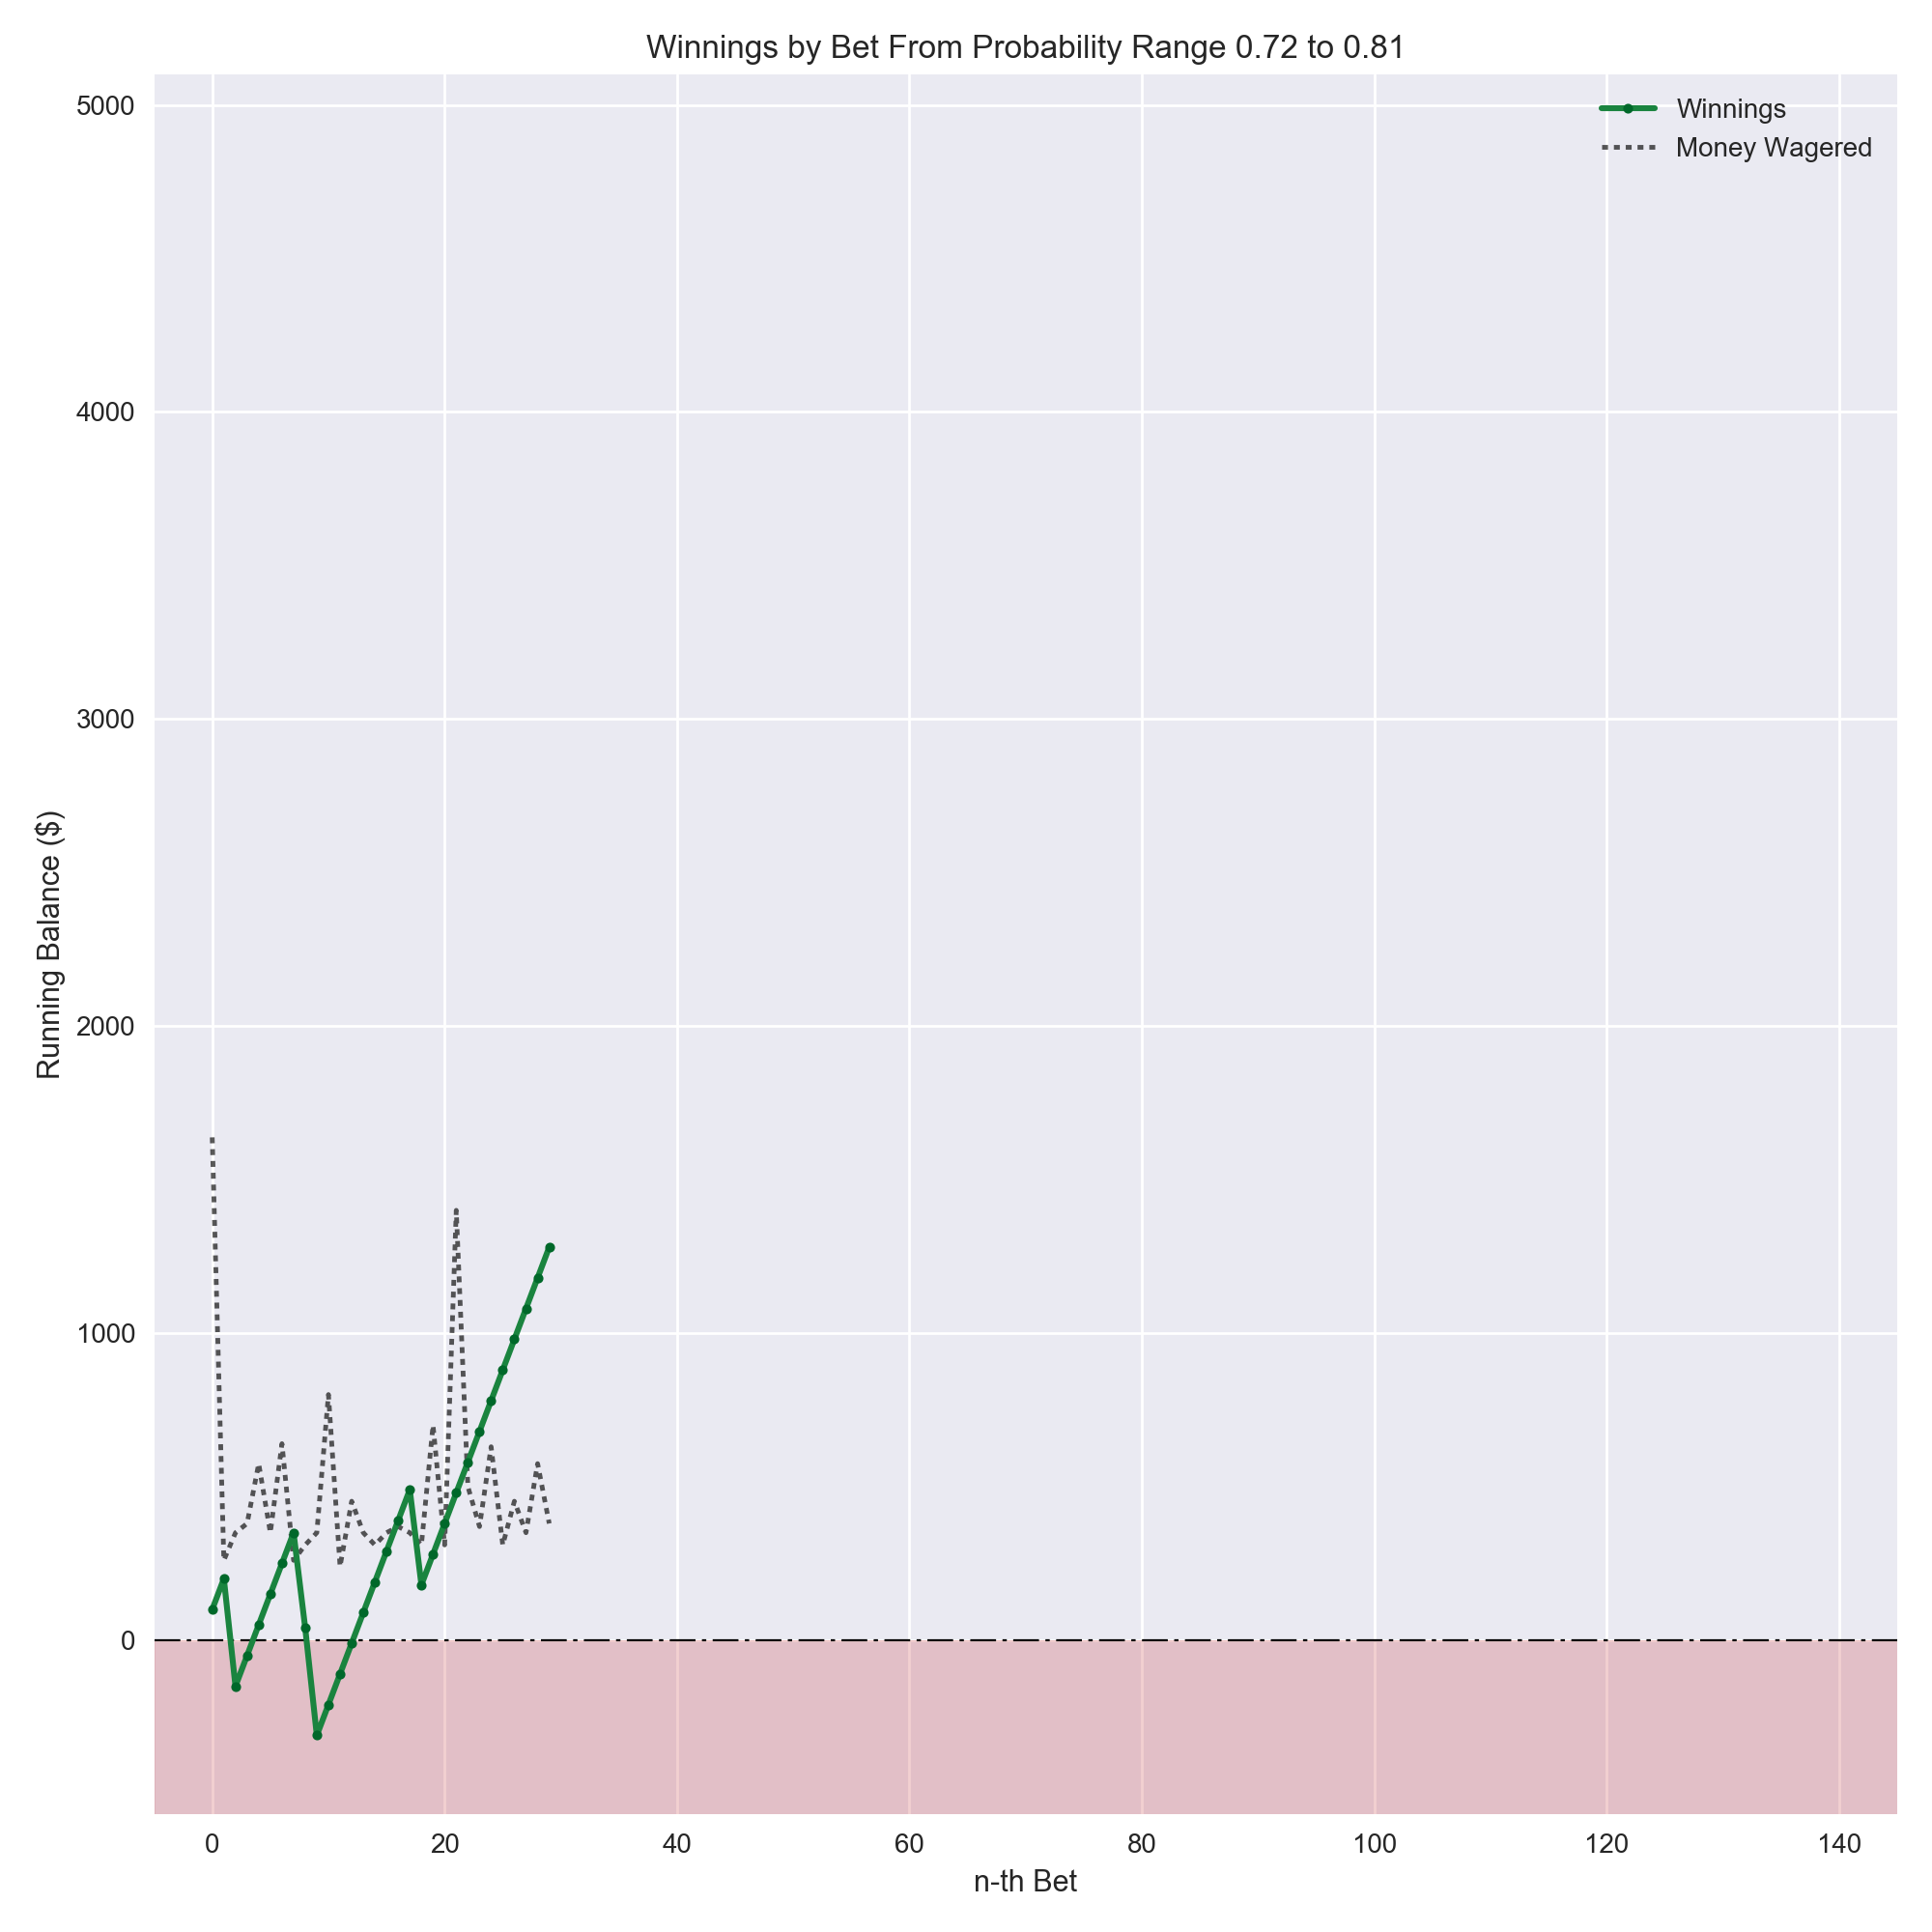 Winnings by Bet From Probability Range 0.72 to 0.81
Winnings
Money Wagered
5000
4000
3000
2000
1000
0
Running Balance ($)
0 20 40 60 80 100 120 140
n-th Bet